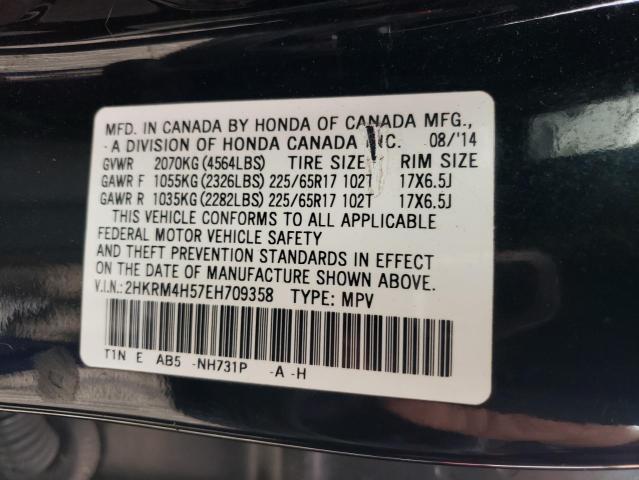 MFD. IN CANADA BY HONDA OF CANADA MFG.,
A DIVISION OF HONDA CANADA INC. 08/'14
GVWR 2070KG (4564LBS) TIRE SIZE RIM SIZE
GAWR F 1055KG (2326LBS) 225/65R17 102T 17X6.5J
GAWR R 1035KG (2282LBS) 225/65R17 102T 17X6.5J
THIS VEHICLE CONFORMS TO ALL APPLICABLE
FEDERAL MOTOR VEHICLE SAFETY
AND THEFT PREVENTION STANDARDS IN EFFECT
ON THE DATE OF MANUFACTURE SHOWN ABOVE.
V.I.N.: 2HKRM4H57EH709358 TYPE: MPV
T1N E AB5 -NH731P -A -H